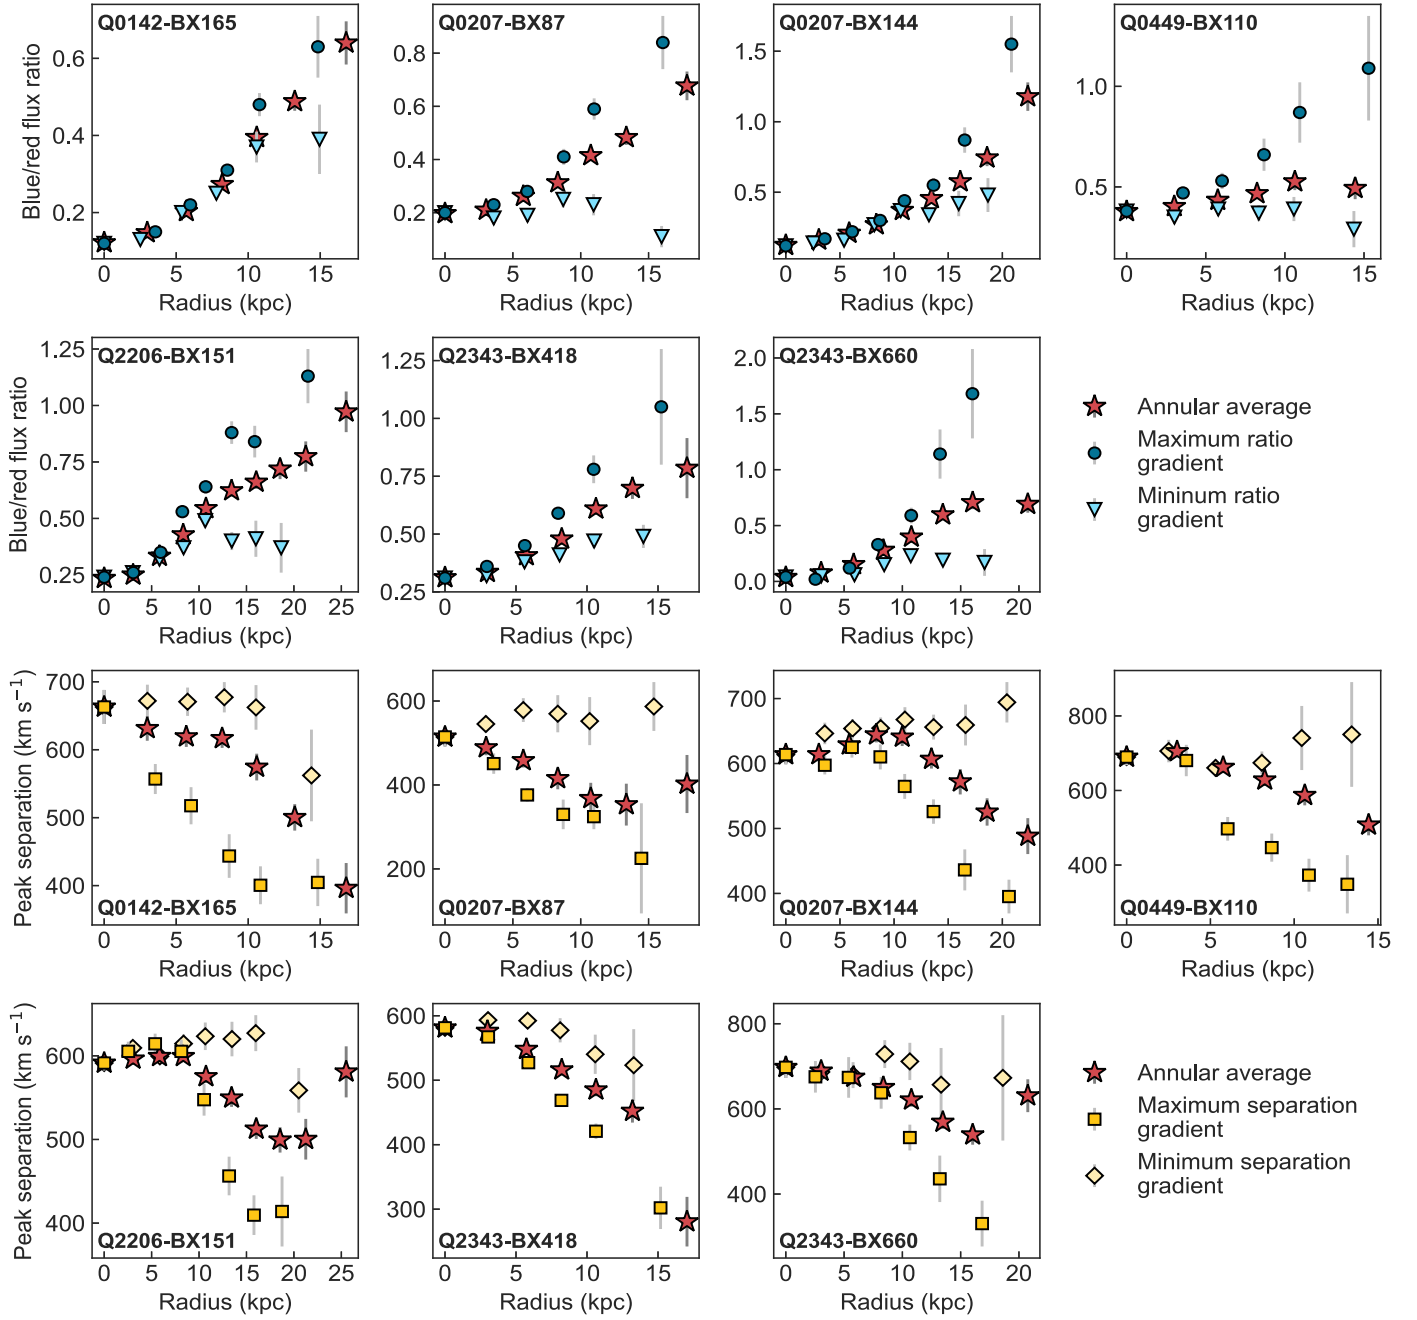 Q0142-BX165
Q0207-BX87
Q0207-BX144
Q0449-BX110
Blue/red flux ratio
0.2
0.4
0.6
0.2
0.4
0.6
0.8
0.5
1.0
1.5
0.5
1.0
0 5 10 15
0 5 10 15
0 5 10 15 20
0 5 10 15
Radius (kpc)
Radius (kpc)
Radius (kpc)
Radius (kpc)
Q2206-BX151
Q2343-BX418
Q2343-BX660
Blue/red flux ratio
0.25
0.50
0.75
1.00
1.25
0.25
0.50
0.75
1.00
1.25
0.0
0.5
1.0
1.5
2.0
0 5 10 15 20 25
0 5 10 15
0 5 10 15 20
Radius (kpc)
Radius (kpc)
Radius (kpc)
Annular average
Maximum ratio
gradient
Mininum ratio
gradient
Peak separation (km s⁻¹)
400
500
600
700
200
400
600
400
500
600
700
400
600
800
Q0142-BX165
Q0207-BX87
Q0207-BX144
Q0449-BX110
0 5 10 15
0 5 10 15
0 5 10 15 20
0 5 10 15
Radius (kpc)
Radius (kpc)
Radius (kpc)
Radius (kpc)
Peak separation (km s⁻¹)
400
500
600
300
400
500
600
400
600
800
Q2206-BX151
Q2343-BX418
Q2343-BX660
0 5 10 15 20 25
0 5 10 15
0 5 10 15 20
Radius (kpc)
Radius (kpc)
Radius (kpc)
Annular average
Maximum separation
gradient
Minimum separation
gradient